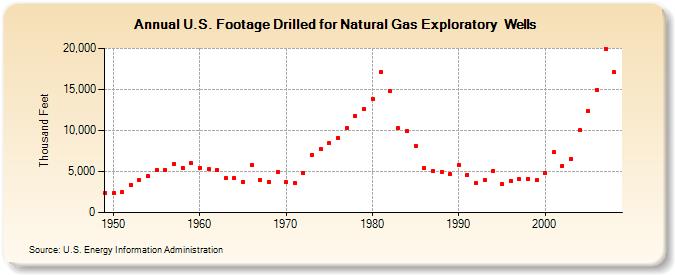 Annual U.S. Footage Drilled for Natural Gas Exploratory Wells
Thousand Feet
20,000
15,000
10,000
5,000
0
1950 1960 1970 1980 1990 2000
Source: U.S. Energy Information Administration